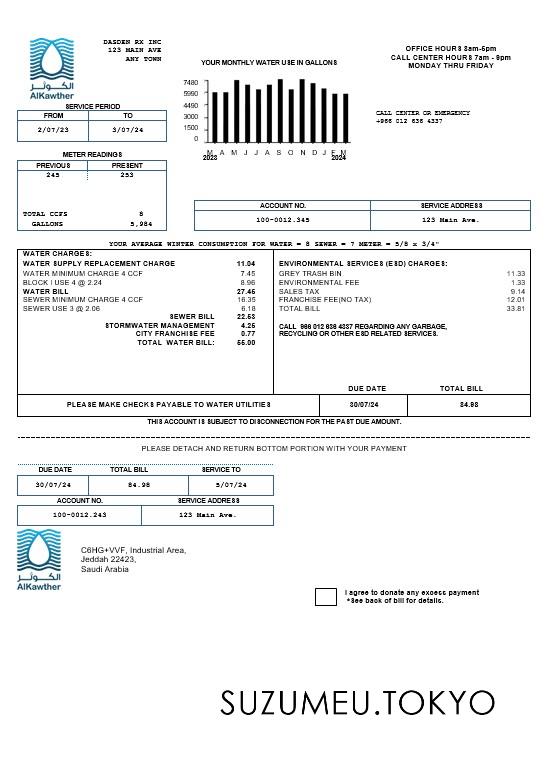 الكوثر
AlKawther
DASDEN RX INC
123 MAIN AVE
ANY TOWN
YOUR MONTHLY WATER USE IN GALLONS
7480
5990
4490
3000
1500
0
M A M J J A S O N D J F M
2023 2024
OFFICE HOURS 8am-5pm
CALL CENTER HOURS 7am - 9pm
MONDAY THRU FRIDAY
CALL CENTER OR EMERGENCY
+966 012 636 4337
SERVICE PERIOD
FROM TO
2/07/23 3/07/24
METER READINGS
PREVIOUS PRESENT
245 253
TOTAL CCFS 8
GALLONS 5,984
ACCOUNT NO. SERVICE ADDRESS
100-0012.345 123 Main Ave.
YOUR AVERAGE WINTER CONSUMPTION FOR WATER = 8 SEWER = 7 METER = 5/8 x 3/4"
WATER CHARGES:
WATER SUPPLY REPLACEMENT CHARGE 11.04
WATER MINIMUM CHARGE 4 CCF 7.45
BLOCK I USE 4 @ 2.24 8.96
WATER BILL 27.45
SEWER MINIMUM CHARGE 4 CCF 16.35
SEWER USE 3 @ 2.06 6.18
SEWER BILL 22.53
STORMWATER MANAGEMENT 4.25
CITY FRANCHISE FEE 0.77
TOTAL WATER BILL: 55.00
ENVIRONMENTAL SERVICES (ESD) CHARGES:
GREY TRASH BIN 11.33
ENVIRONMENTAL FEE 1.33
SALES TAX 9.14
FRANCHISE FEE(NO TAX) 12.01
TOTAL BILL 33.81
CALL 966 012 636 4337 REGARDING ANY GARBAGE,
RECYCLING OR OTHER ESD RELATED SERVICES.
DUE DATE TOTAL BILL
PLEASE MAKE CHECKS PAYABLE TO WATER UTILITIES 30/07/24 84.98
THIS ACCOUNT IS SUBJECT TO DISCONNECTION FOR THE PAST DUE AMOUNT.
PLEASE DETACH AND RETURN BOTTOM PORTION WITH YOUR PAYMENT
DUE DATE TOTAL BILL SERVICE TO
30/07/24 84.98 5/07/24
ACCOUNT NO. SERVICE ADDRESS
100-0012.243 123 Main Ave.
الكوثر
AlKawther
C6HG+VVF, Industrial Area,
Jeddah 22423,
Saudi Arabia
I agree to donate any excess payment
*See back of bill for details.
SUZUMEU.TOKYO